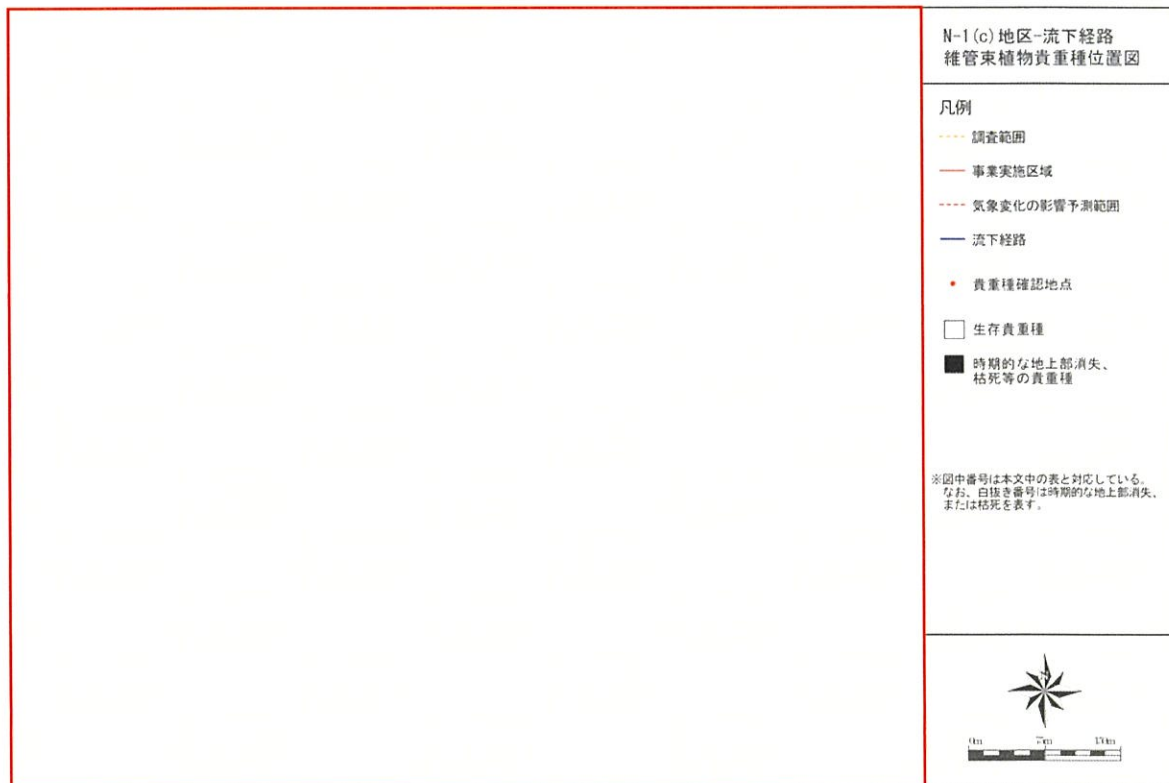 N-1(c)地区-流下経路
維管束植物貴重種位置図
凡例
調査範囲
事業実施区域
気象変化の影響予測範囲
流下経路
貴重種確認地点
生存貴重種
時期的な地上部消失、
枯死等の貴重種
※図中番号は本文中の表と対応している。
なお、白抜き番号は時期的な地上部消失、
または枯死を表す。
N
0m 75m 150m